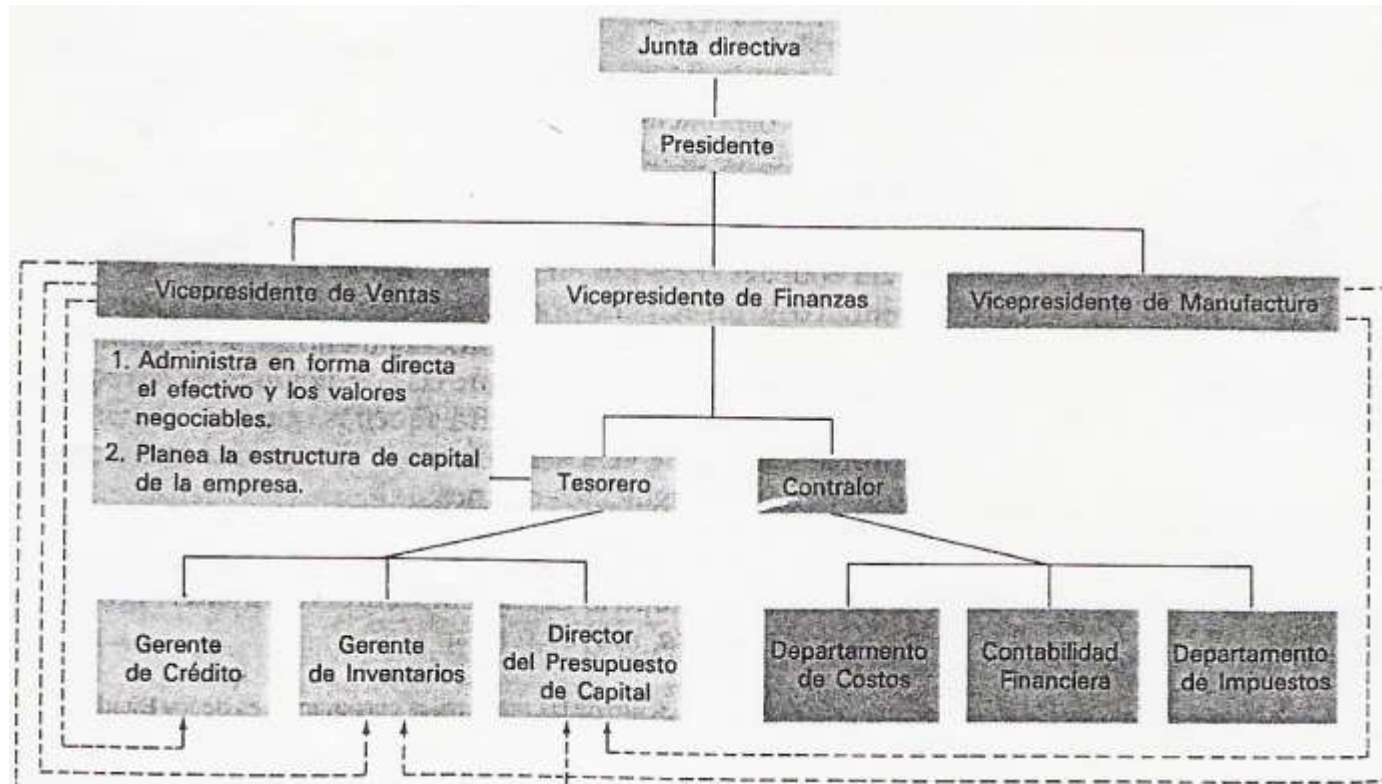 Junta directiva
Presidente
Vicepresidente de Ventas
Vicepresidente de Finanzas
Vicepresidente de Manufactura
1. Administra en forma directa
el efectivo y los valores
negociables.
2. Planea la estructura de capital
de la empresa.
Tesorero
Contralor
Gerente
de Crédito
Gerente
de Inventarios
Director
del Presupuesto
de Capital
Departamento
de Costos
Contabilidad
Financiera
Departamento
de Impuestos